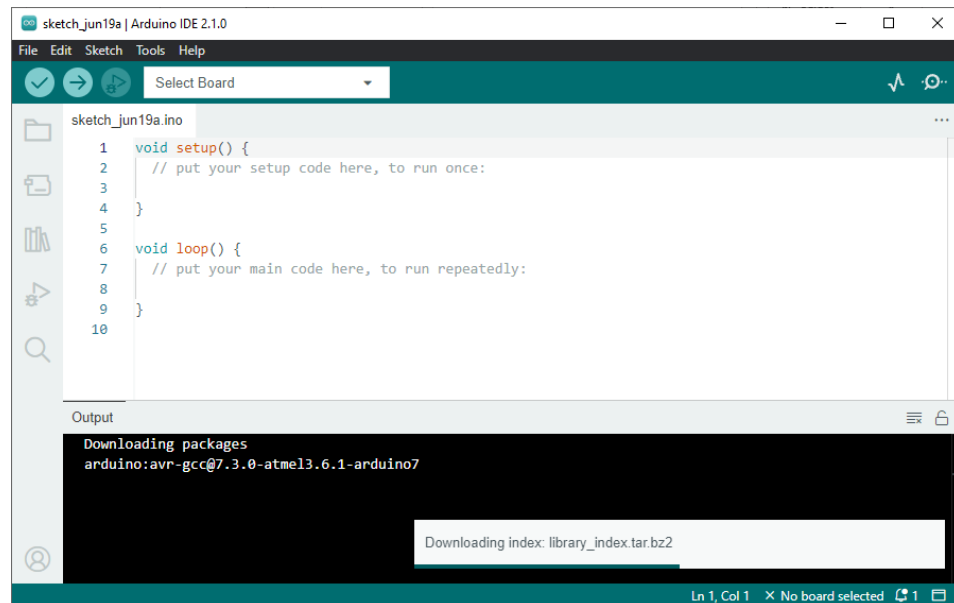 sketch_jun19a | Arduino IDE 2.1.0
File Edit Sketch Tools Help
Select Board
sketch_jun19a.ino
1 void setup() {
2 // put your setup code here, to run once:
3
4 }
5
6 void loop() {
7 // put your main code here, to run repeatedly:
8
9 }
10
Output
Downloading packages
arduino:avr-gcc@7.3.0-atmel3.6.1-arduino7
Downloading index: library_index.tar.bz2
Ln 1, Col 1 × No board selected 1